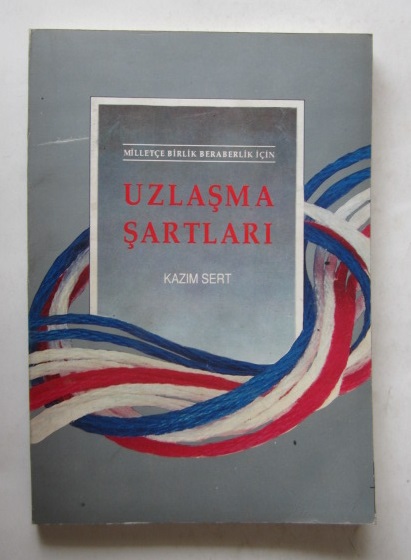 MİLLETÇE BİRLİK BERABERLİK İÇİN
UZLAŞMA
ŞARTLARI
KAZIM SERT